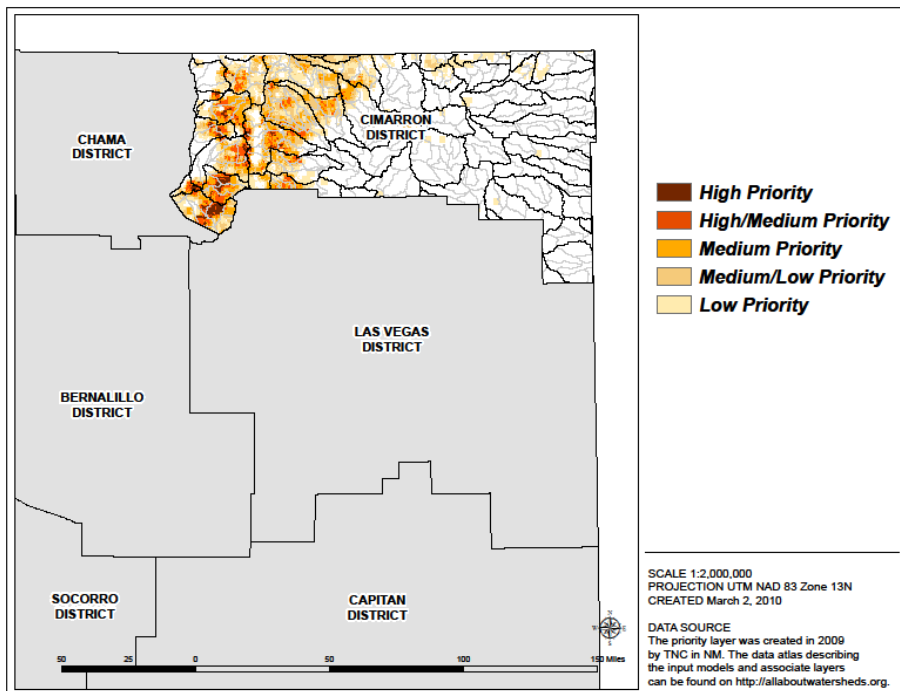 CHAMA
DISTRICT
CIMARRON
DISTRICT
High Priority
High/Medium Priority
Medium Priority
Medium/Low Priority
Low Priority
LAS VEGAS
DISTRICT
BERNALILLO
DISTRICT
SOCORRO
DISTRICT
CAPITAN
DISTRICT
N
W E
S
50 25 0 50 100 150 Miles
SCALE 1:2,000,000
PROJECTION UTM NAD 83 Zone 13N
CREATED March 2, 2010
DATA SOURCE
The priority layer was created in 2009
by TNC in NM. The data atlas describing
the input models and associate layers
can be found on http://allaboutwatersheds.org.